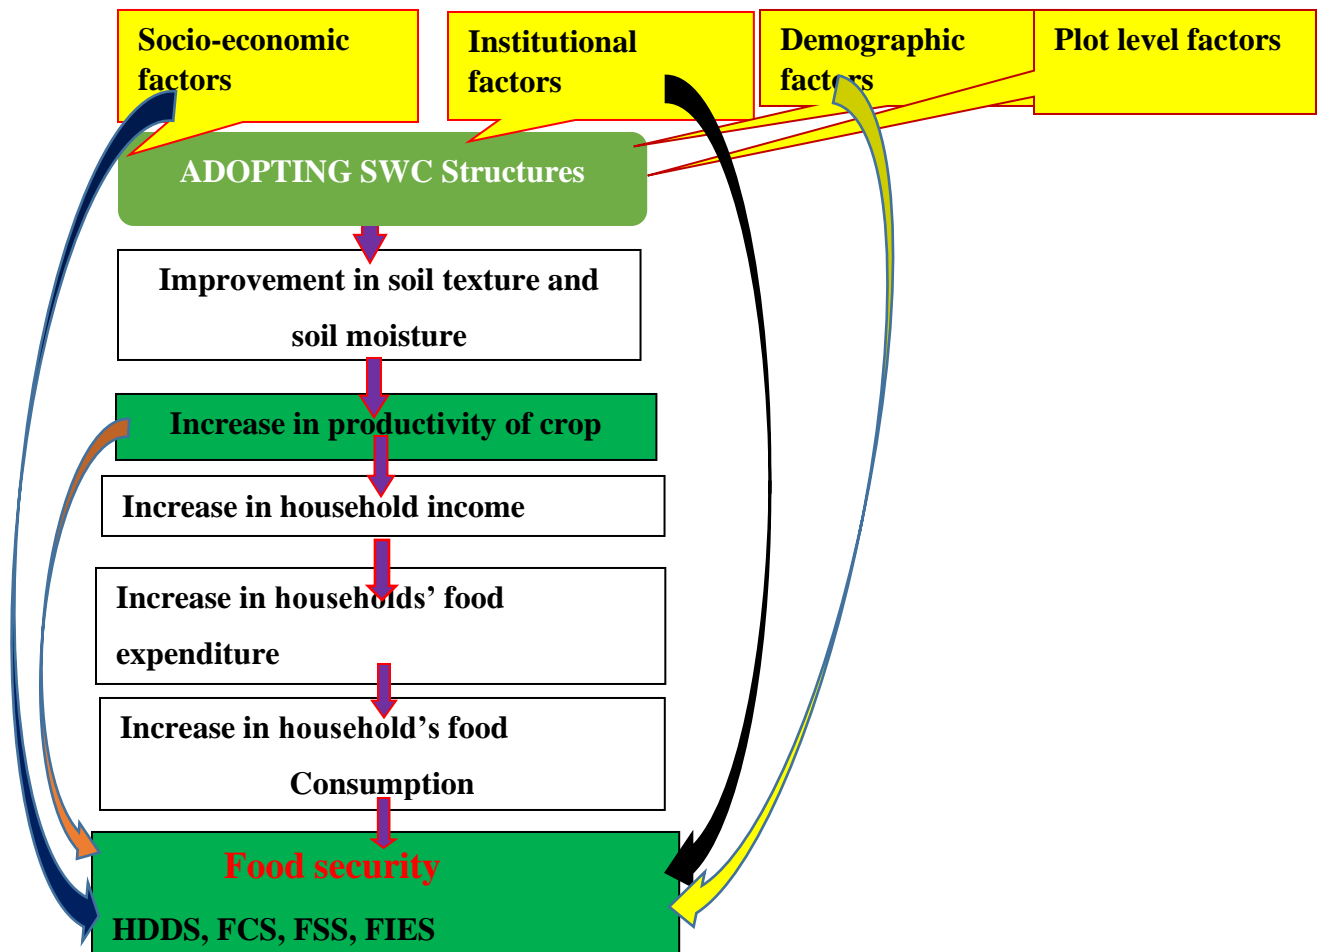 Socio-economic
factors
Institutional
factors
Demographic
factors
Plot level factors
ADOPTING SWC Structures
Improvement in soil texture and
soil moisture
Increase in productivity of crop
Increase in household income
Increase in households’ food
expenditure
Increase in household’s food
Consumption
Food security
HDDS, FCS, FSS, FIES